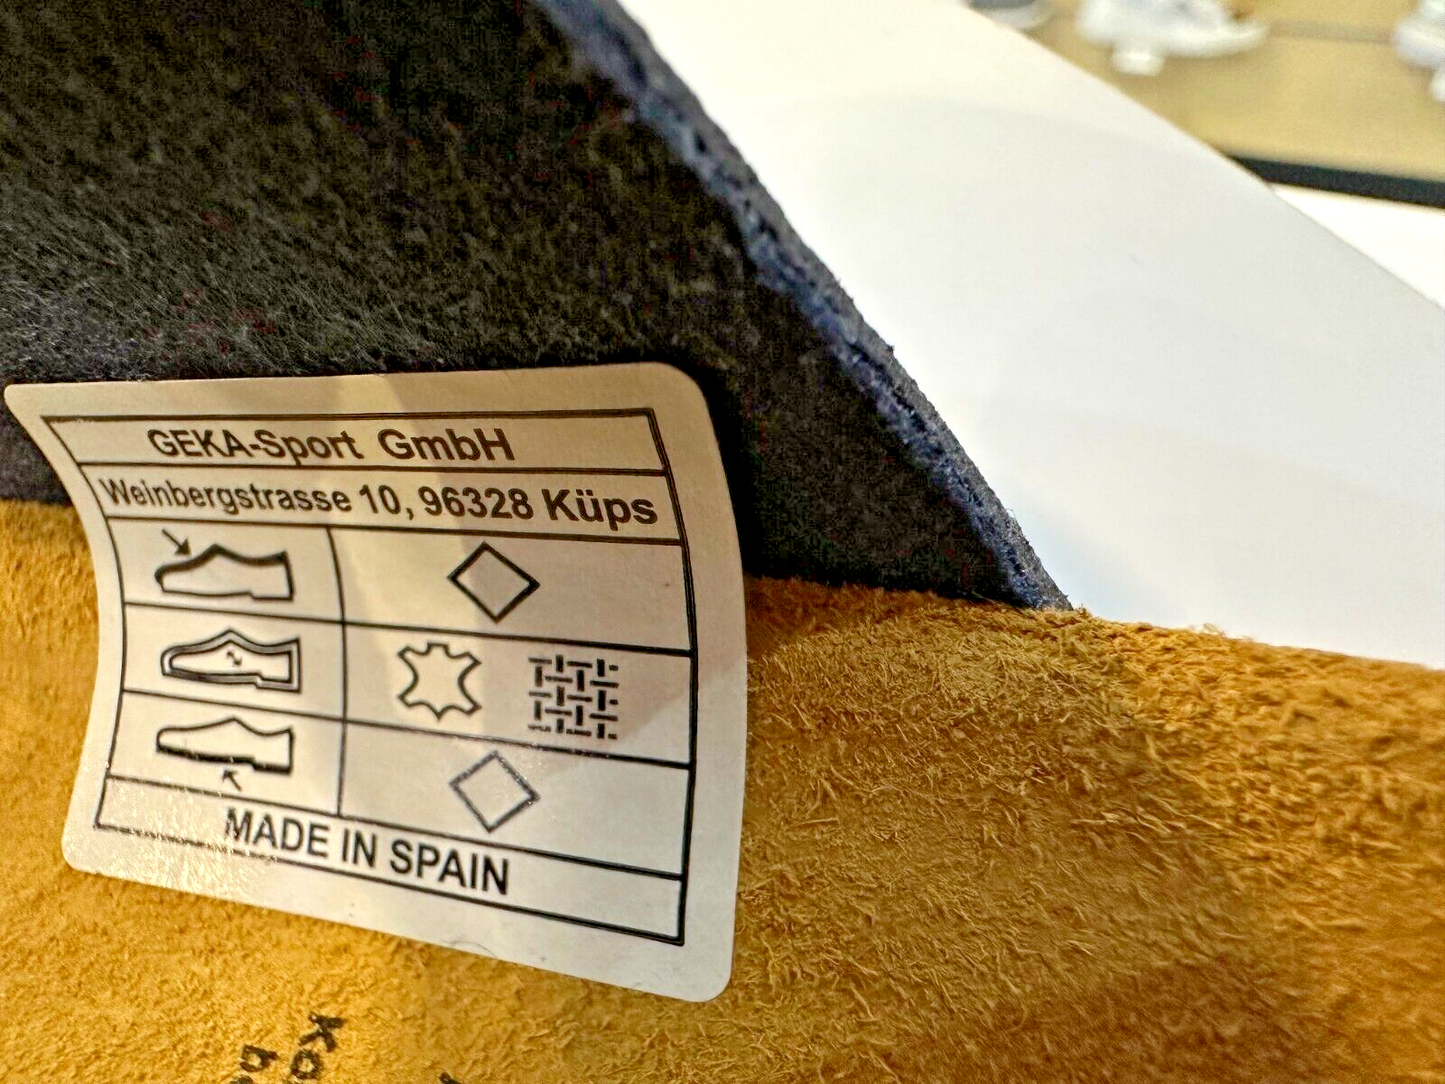 GEKA-Sport GmbH
Weinbergstrasse 10, 96328 Küps
MADE IN SPAIN